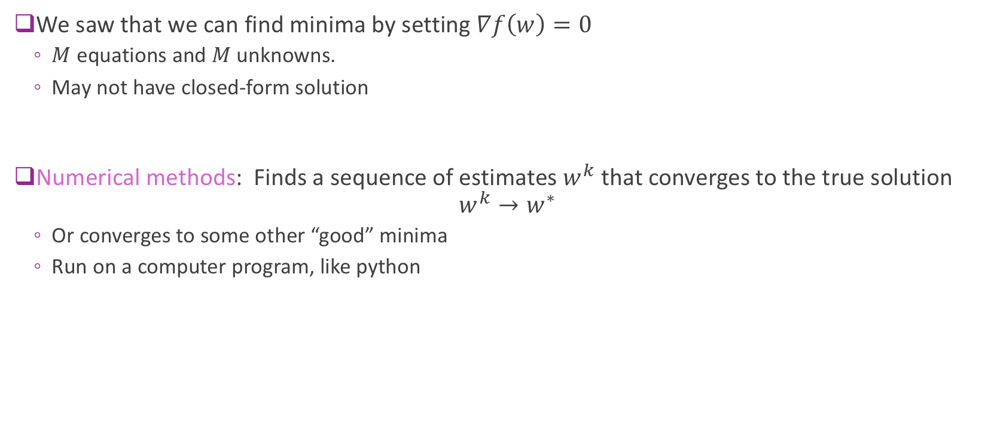 ❑We saw that we can find minima by setting ∇f(w) = 0
◦ M equations and M unknowns.
◦ May not have closed-form solution
❑Numerical methods: Finds a sequence of estimates wᵏ that converges to the true solution
wᵏ → w*
◦ Or converges to some other “good” minima
◦ Run on a computer program, like python